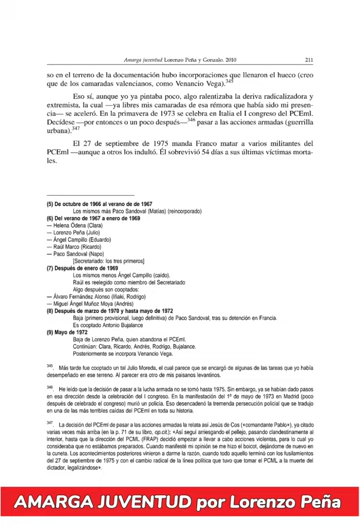 Amarga juventud Lorenzo Peña y Gonzalo. 2010 211
so en el terreno de la documentación hubo incorporaciones que llenaron el hueco (creo
que de los camaradas valencianos, como Venancio Vega).345
Eso sí, aunque yo ya pintaba poco, algo ralentizaba la deriva radicalizadora y
extremista, la cual —ya libres mis camaradas de esa rémora que había sido mi presen-
cia— se aceleró. En la primavera de 1973 se celebra en Italia el I congreso del PCEml.
Decídese —por entonces o un poco después—346 pasar a las acciones armadas (guerrilla
urbana).347
El 27 de septiembre de 1975 manda Franco matar a varios militantes del
PCEml —aunque a otros los indultó. Él sobrevivió 54 días a sus últimas víctimas morta-
les.
(5) De octubre de 1966 al verano de de 1967
Los mismos más Paco Sandoval (Matías) (reincorporado)
(6) Del verano de 1967 a enero de 1969
— Helena Ódena (Clara)
— Lorenzo Peña (Julio)
— Ángel Campillo (Eduardo)
— Raúl Marco (Ricardo)
— Paco Sandoval (Napo)
[Secretariado: los tres primeros]
(7) Después de enero de 1969
Los mismos menos Ángel Campillo (caído).
Raúl es reelegido como miembro del Secretariado
Algo después son cooptados:
— Álvaro Fernández Alonso (Iñaki, Rodrigo)
— Miguel Ángel Muñoz Moya (Andrés)
(8) Después de marzo de 1970 y hasta mayo de 1972
Baja (primero provisional, luego definitiva) de Paco Sandoval, tras su detención en Francia.
Es cooptado Antonio Bujalance
(9) Mayo de 1972
Baja de Lorenzo Peña, quien abandona el PCEml.
Continúan: Clara, Ricardo, Andrés, Rodrigo, Bujalance.
Posteriormente se incorpora Venancio Vega.
345 Más tarde fue cooptado un tal Julio Moreda, el cual parece que se encargó de algunas de las tareas que yo había
desempeñado en ese terreno. Al parecer era otro de mis paisanos levantinos.
346 He leído que la decisión de pasar a la lucha armada no se tomó hasta 1975. Sin embargo, ya se habían dado pasos
en esa dirección desde la celebración del I congreso. En la manifestación del 1º de mayo de 1973 en Madrid (poco
después de celebrado el congreso) murió un policía. Eso desencadenó la tremenda persecución policial que se tradujo
en una de las más terribles caídas del PCEml en toda su historia.
347 La decisión del PCEml de pasar a las acciones armadas la relata así Jesús de Cos («comandante Pablo»), ya citado
varias veces más arriba (en la p. 71 de su libro, op.cit.): «Así seguí arriesgando el pellejo, pasando clandestinamente al
interior, hasta que la dirección del PCML (FRAP) decidió empezar a llevar a cabo acciones violentas, para lo cual yo
consideraba que no estábamos preparados. Cuando manifesté mi opinión se me hizo el boicot, dejándome de nuevo en
la cuneta. Los acontecimientos posteriores vinieron a darme la razón, cuando todo aquello terminó con los fusilamientos
del 27 de septiembre de 1975 y con el cambio radical de la línea política que tuvo que tomar el PCML a la muerte del
dictador, legalizándose».
AMARGA JUVENTUD por Lorenzo Peña